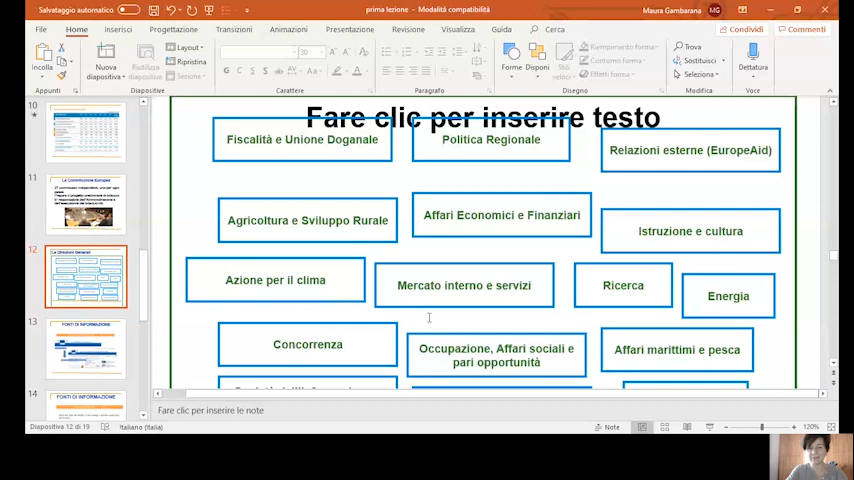 Salvataggio automatico
prima lezione - Modalità compatibilità
Maura Gambarana
MG
File
Home
Inserisci
Progettazione
Transizioni
Animazioni
Presentazione
Revisione
Visualizza
Guida
Cerca
Condividi
Commenti
Incolla
Nuova
diapositiva
Riutilizza
diapositive
Layout
Ripristina
Sezione
30
G
C
S
Forme
Disponi
Stili
veloci
Riempimento forma
Contorno forma
Effetti forma
Trova
Sostituisci
Seleziona
Dettatura
Appunti
Diapositive
Carattere
Paragrafo
Disegno
Modifica
Voce
10
11
La Commissione Europea
12
Le Direzioni Generali
13
FONTI DI INFORMAZIONE
14
FONTI DI INFORMAZIONE
Fare clic per inserire testo
Fiscalità e Unione Doganale
Politica Regionale
Relazioni esterne (EuropeAid)
Agricoltura e Sviluppo Rurale
Affari Economici e Finanziari
Istruzione e cultura
Azione per il clima
Mercato interno e servizi
Ricerca
Energia
Concorrenza
Occupazione, Affari sociali e
pari opportunità
Affari marittimi e pesca
Fare clic per inserire le note
Diapositiva 12 di 19
Italiano (Italia)
Note
120%